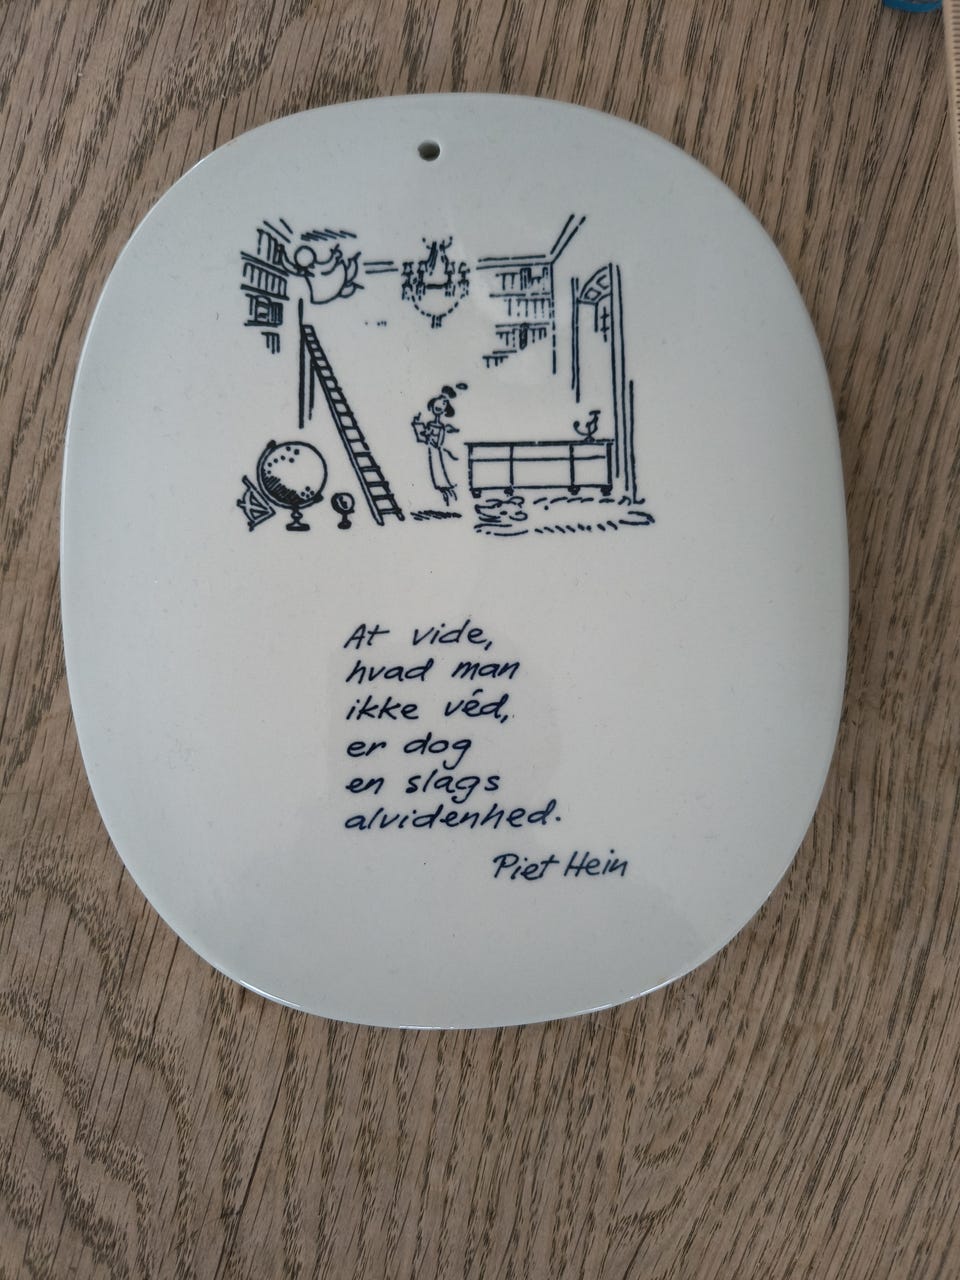 At vide,
hvad man
ikke véd,
er dog
en slags
alvidenhed.
Piet Hein